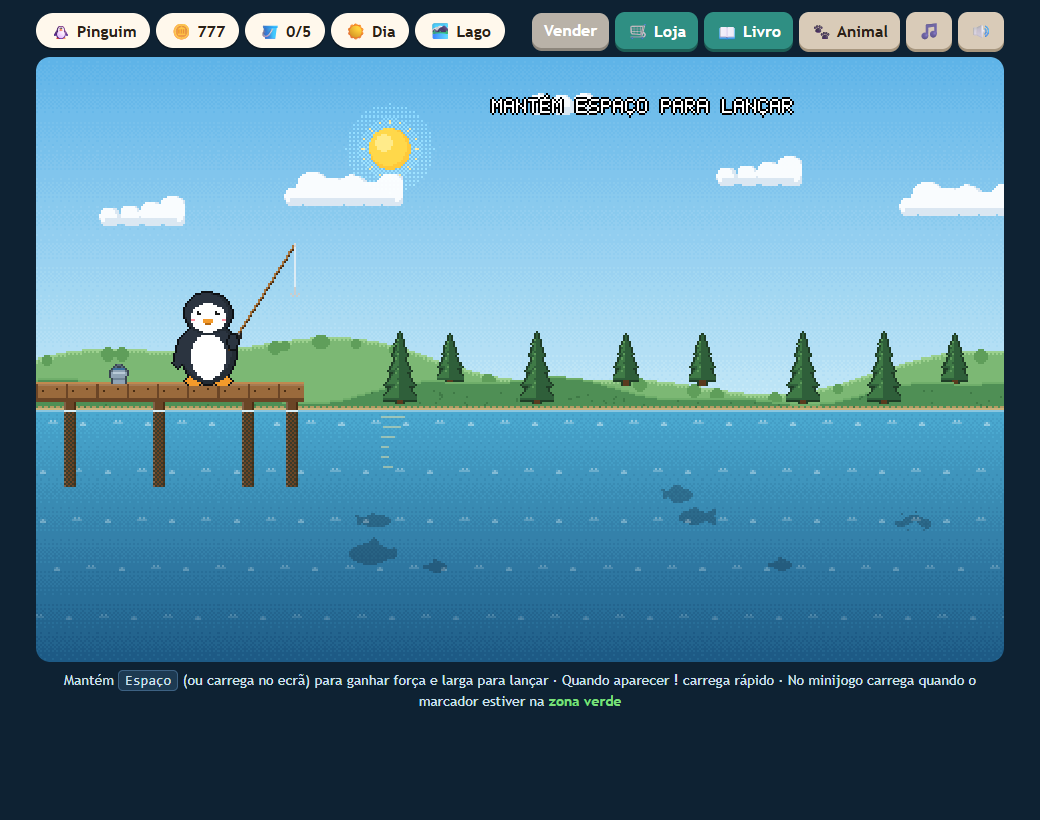 Pinguim 777 0/5 Dia Lago Vender Loja Livro Animal
MANTÉM ESPAÇO PARA LANÇAR
Mantém Espaço (ou carrega no ecrã) para ganhar força e larga para lançar · Quando aparecer ! carrega rápido · No minijogo carrega quando o
marcador estiver na zona verde